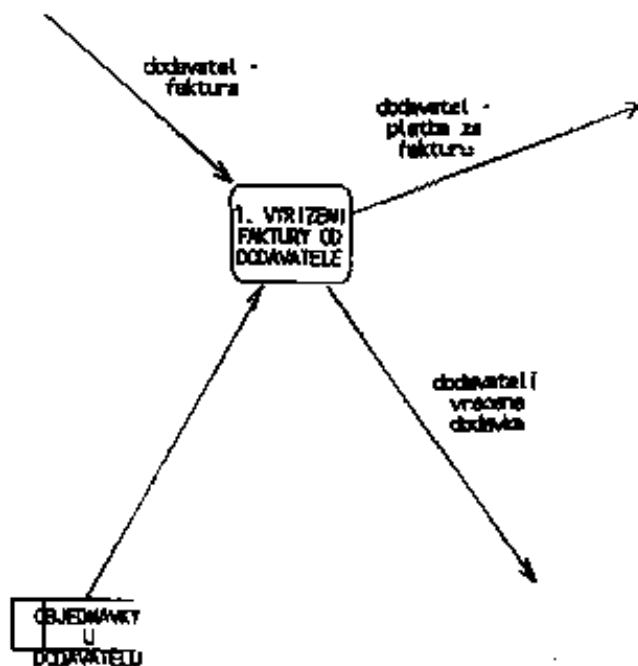 dodavatel -
faktura
dodavatel -
platba za
fakturu
1. VYRIZENI
FAKTURY OD
DODAVATELE
dodavateli
vracena
dodavka
OBJEDNAVKY
U
DODAVATELU